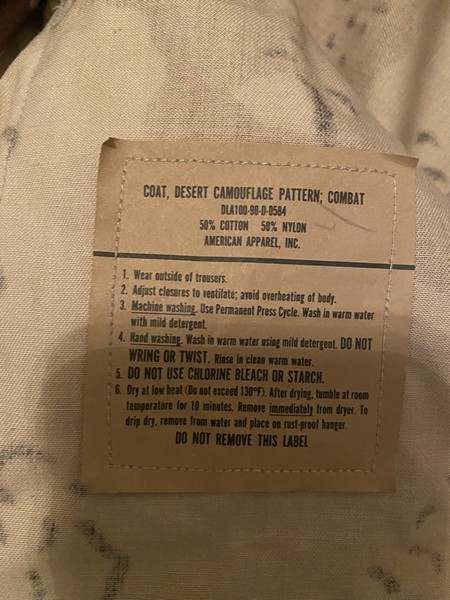 COAT, DESERT CAMOUFLAGE PATTERN; COMBAT
DLA100-90-D-0584
50% COTTON 50% NYLON
AMERICAN APPAREL, INC.
1. Wear outside of trousers.
2. Adjust closures to ventilate; avoid overheating of body.
3. Machine washing. Use Permanent Press Cycle. Wash in warm water
with mild detergent.
4. Hand washing. Wash in warm water using mild detergent. DO NOT
WRING OR TWIST. Rinse in clean warm water.
5. DO NOT USE CHLORINE BLEACH OR STARCH.
6. Dry at low heat (Do not exceed 130°F). After drying, tumble at room
temperature for 10 minutes. Remove immediately from dryer. To
drip dry, remove from water and place on rust-proof hanger.
DO NOT REMOVE THIS LABEL